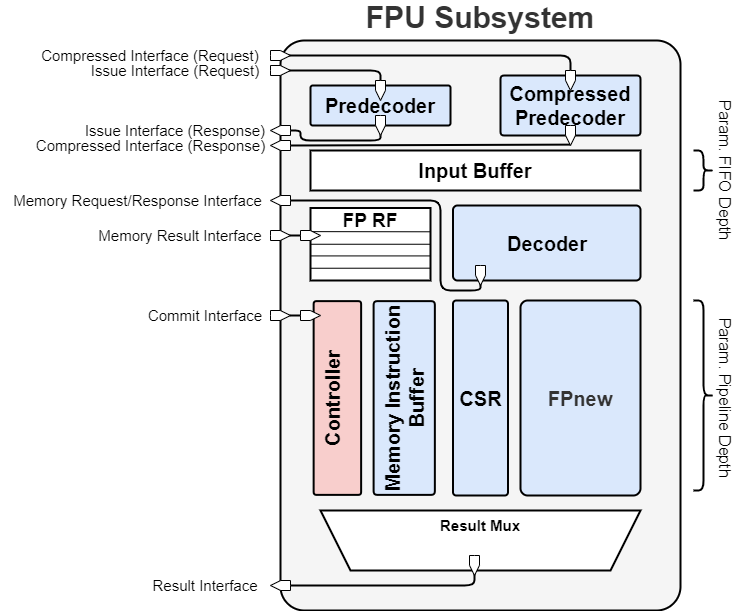 FPU Subsystem
Compressed Interface (Request)
Issue Interface (Request)
Predecoder
Compressed
Predecoder
Issue Interface (Response)
Compressed Interface (Response)
Input Buffer
Param. FIFO Depth
Memory Request/Response Interface
FP RF
Memory Result Interface
Decoder
Commit Interface
Controller
Memory Instruction
Buffer
CSR
FPnew
Param. Pipeline Depth
Result Mux
Result Interface